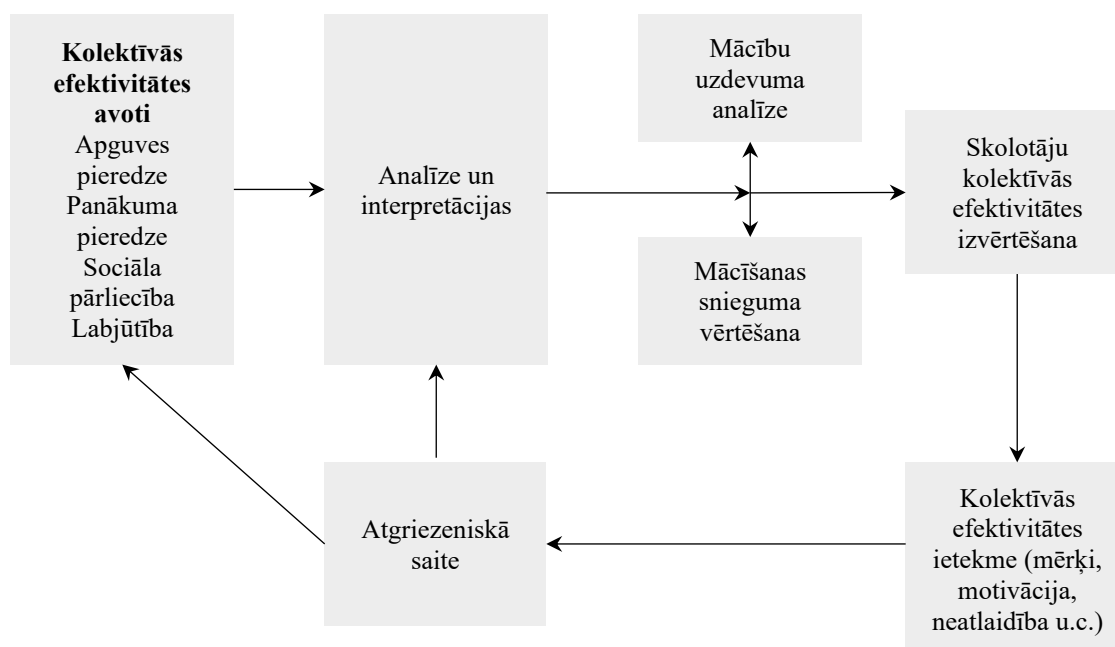 Kolektīvās
efektivitātes
avoti
Apguves
pieredze
Panākuma
pieredze
Sociāla
pārliecība
Labjūtība
Analīze un
interpretācijas
Mācību
uzdevuma
analīze
Mācīšanas
snieguma
vērtēšana
Skolotāju
kolektīvās
efektivitātes
izvērtēšana
Kolektīvās
efektivitātes
ietekme (mērķi,
motivācija,
neatlaidība u.c.)
Atgriezeniskā
saite